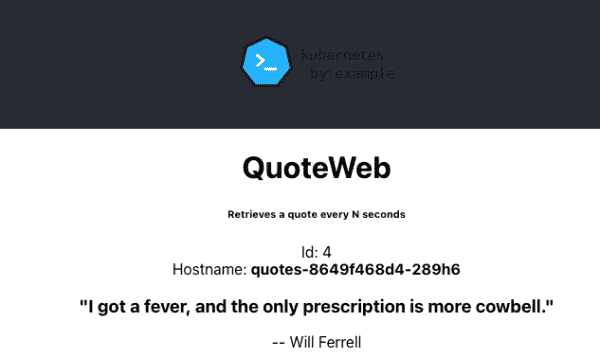 kubernetes
by:example
QuoteWeb
Retrieves a quote every N seconds
Id: 4
Hostname: quotes-8649f468d4-289h6
"I got a fever, and the only prescription is more cowbell."
-- Will Ferrell